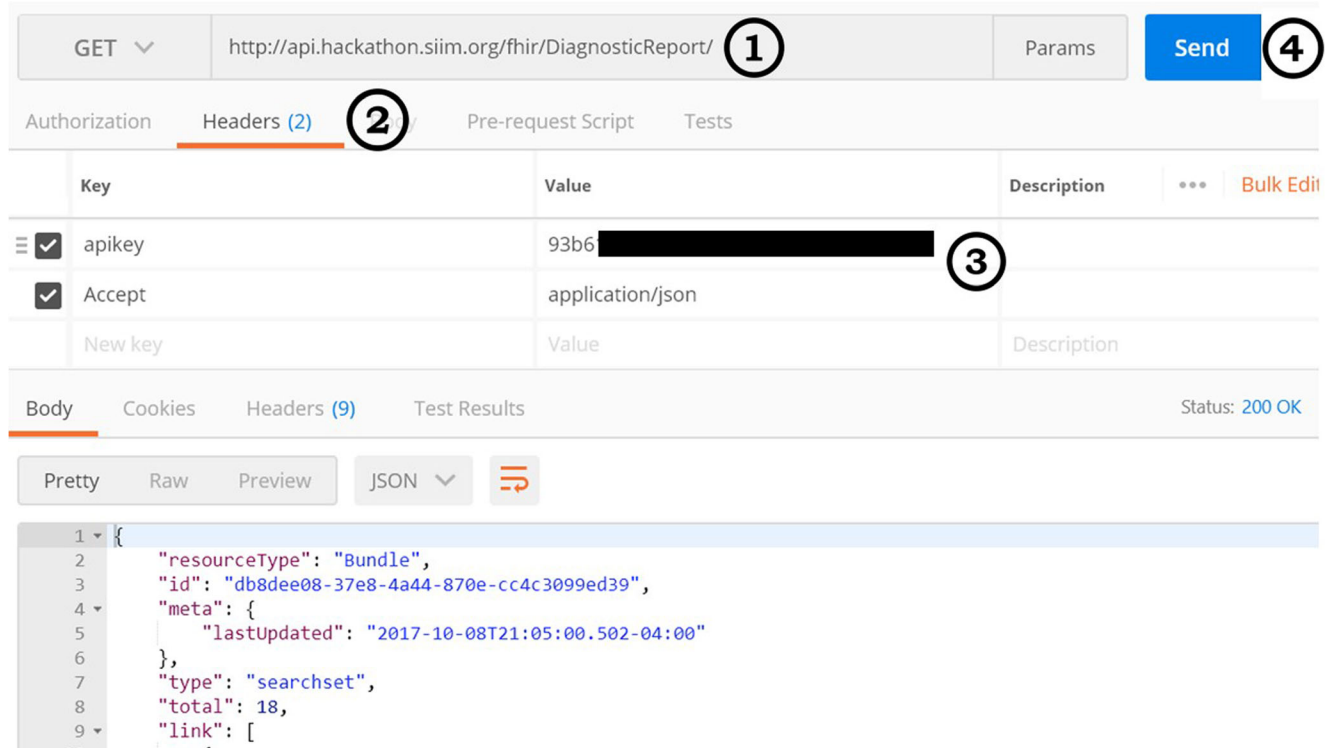 GET http://api.hackathon.siim.org/fhir/DiagnosticReport/ 1 Params Send 4
Authorization Headers (2) 2 Pre-request Script Tests
Key Value Description ••• Bulk Edit
apikey 93b6 3
Accept application/json
New key Value Description
Body Cookies Headers (9) Test Results Status: 200 OK
Pretty Raw Preview JSON
1 {
2 "resourceType": "Bundle",
3 "id": "db8dee08-37e8-4a44-870e-cc4c3099ed39",
4 "meta": {
5 "lastUpdated": "2017-10-08T21:05:00.502-04:00"
6 },
7 "type": "searchset",
8 "total": 18,
9 "link": [